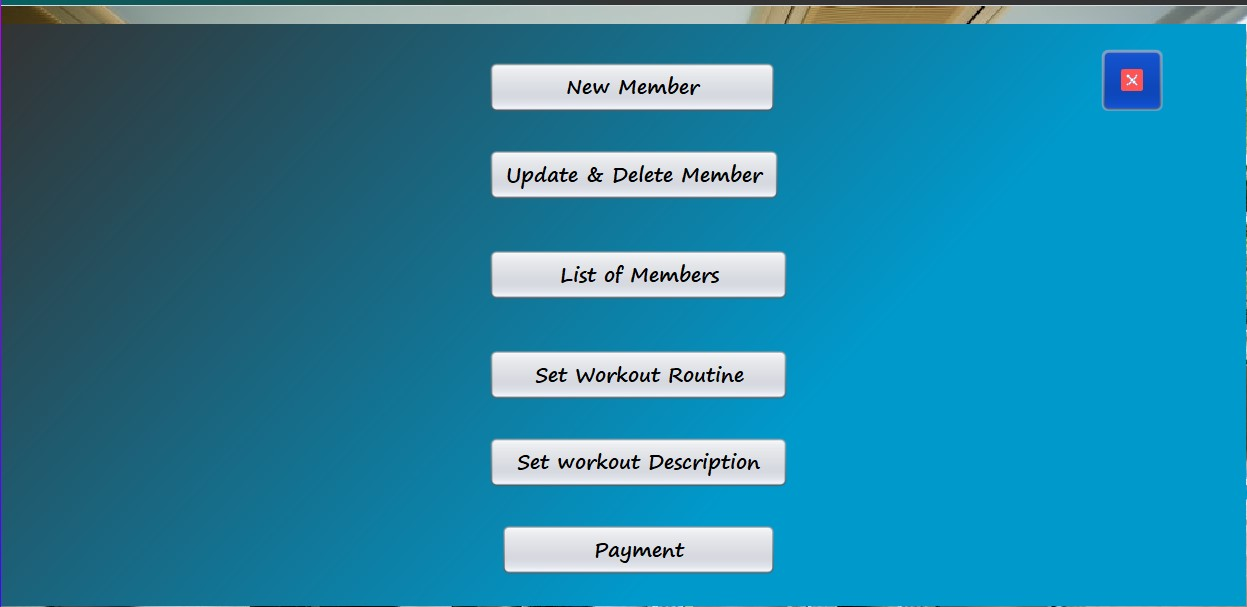 New Member
Update & Delete Member
List of Members
Set Workout Routine
Set workout Description
Payment